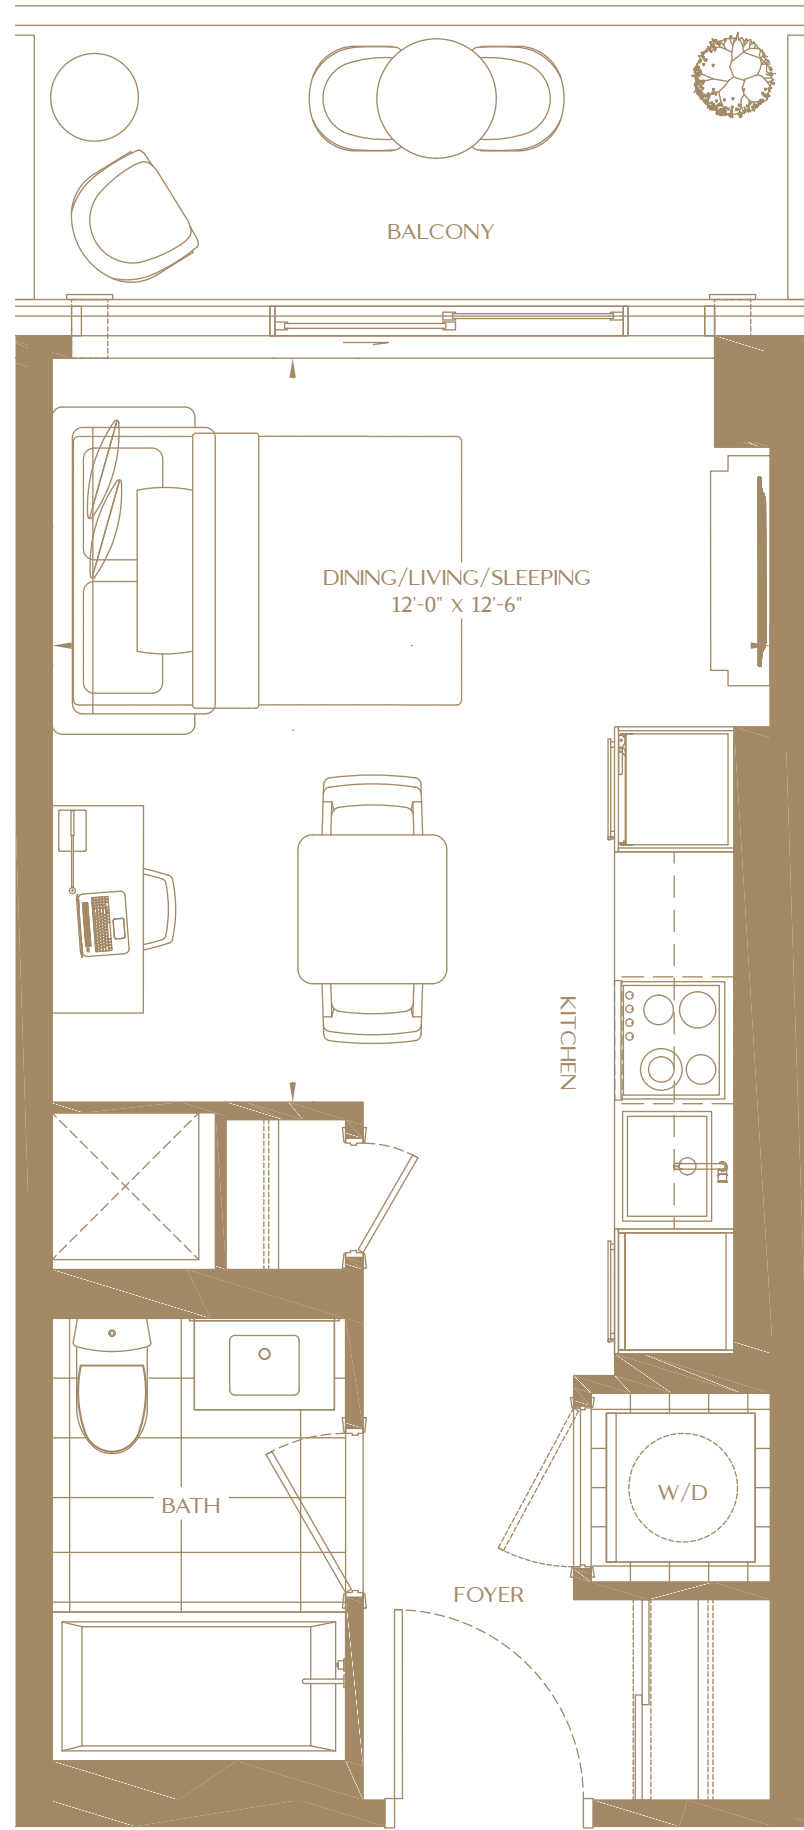 BALCONY
DINING/LIVING/SLEEPING
12'-0" X 12'-6"
KITCHEN
BATH
W/D
FOYER